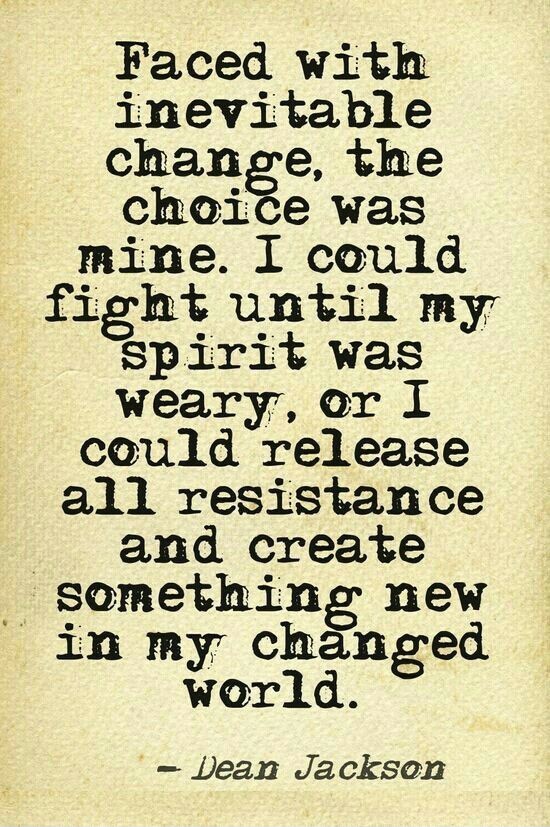 Faced with
inevitable
change, the
choice was
mine. I could
fight until my
spirit was
weary, or I
could release
all resistance
and create
something new
in my changed
world.
- Dean Jackson